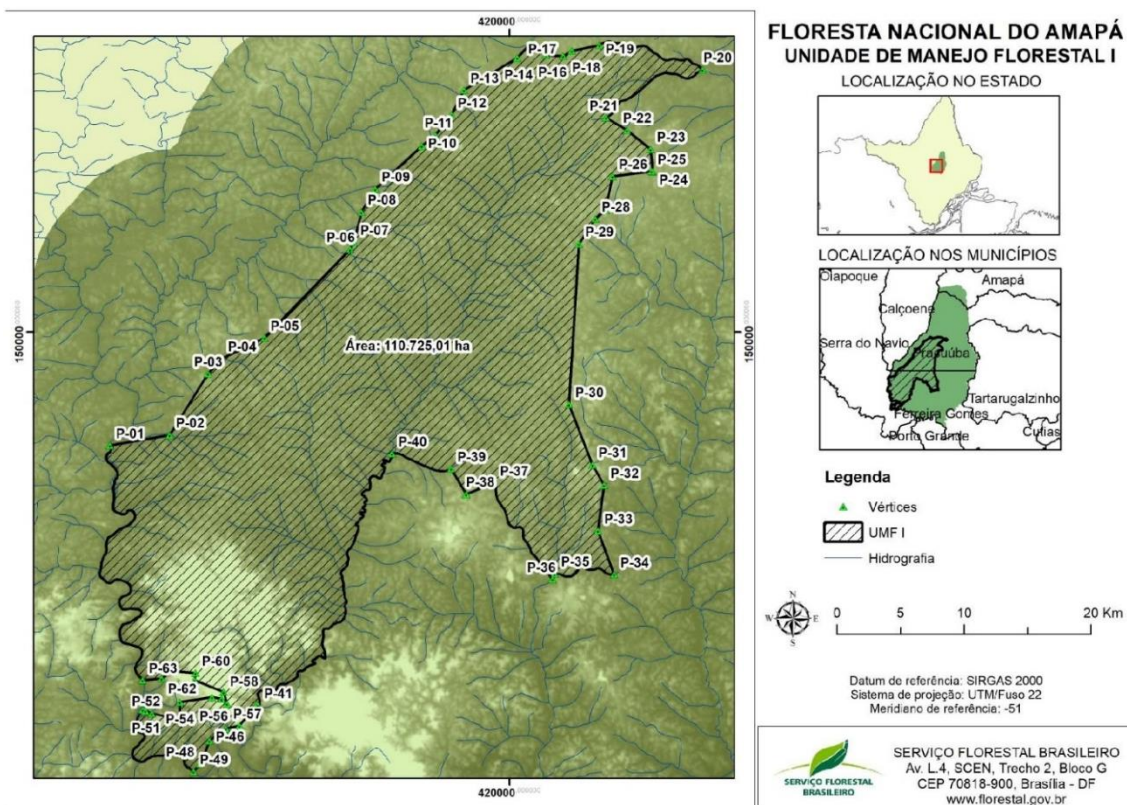 420000
150000
150000
420000
P-17
P-19
P-20
P-13
P-14
P-16
P-18
P-12
P-11
P-10
P-21
P-22
P-23
P-25
P-26
P-24
P-09
P-08
P-28
P-07
P-29
P-06
P-05
P-04
P-03
Área: 110.725,01 ha
P-30
P-02
P-01
P-40
P-31
P-39
P-37
P-32
P-38
P-33
P-35
P-36
P-34
P-63
P-60
P-62
P-58
P-41
P-52
P-54
P-56
P-57
P-51
P-46
P-48
P-49
FLORESTA NACIONAL DO AMAPÁ
UNIDADE DE MANEJO FLORESTAL I
LOCALIZAÇÃO NO ESTADO
LOCALIZAÇÃO NOS MUNICÍPIOS
Oiapoque
Amapá
Calçoene
Serra do Navio
Pracuúba
Tartarugalzinho
Ferreira Gomes
Porto Grande
Cutias
Legenda
Vértices
UMF I
Hidrografia
N
W E
S
0 5 10 20 Km
Datum de referência: SIRGAS 2000
Sistema de projeção: UTM/Fuso 22
Meridiano de referência: -51
SERVIÇO FLORESTAL
BRASILEIRO
SERVIÇO FLORESTAL BRASILEIRO
Av. L.4, SCEN, Trecho 2, Bloco G
CEP 70818-900, Brasília - DF
www.florestal.gov.br